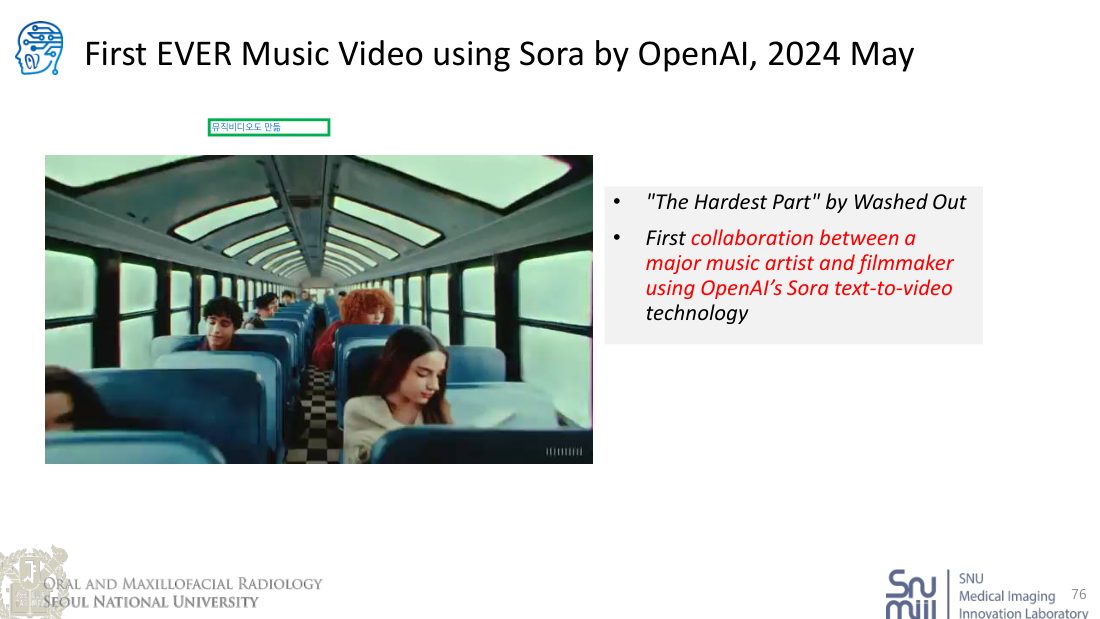 First EVER Music Video using Sora by OpenAI, 2024 May
뮤직비디오도 만듦
• "The Hardest Part" by Washed Out
• First collaboration between a
major music artist and filmmaker
using OpenAI’s Sora text-to-video
technology
ORAL AND MAXILLOFACIAL RADIOLOGY
SEOUL NATIONAL UNIVERSITY
SNU
mill
SNU
Medical Imaging
Innovation Laboratory
76